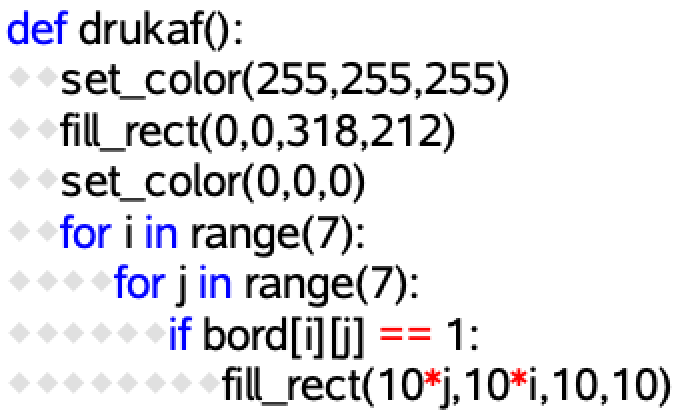 def drukaf():
◆◆set_color(255,255,255)
◆◆fill_rect(0,0,318,212)
◆◆set_color(0,0,0)
◆◆for i in range(7):
◆◆◆◆for j in range(7):
◆◆◆◆◆◆if bord[i][j] == 1:
◆◆◆◆◆◆◆◆fill_rect(10*j,10*i,10,10)